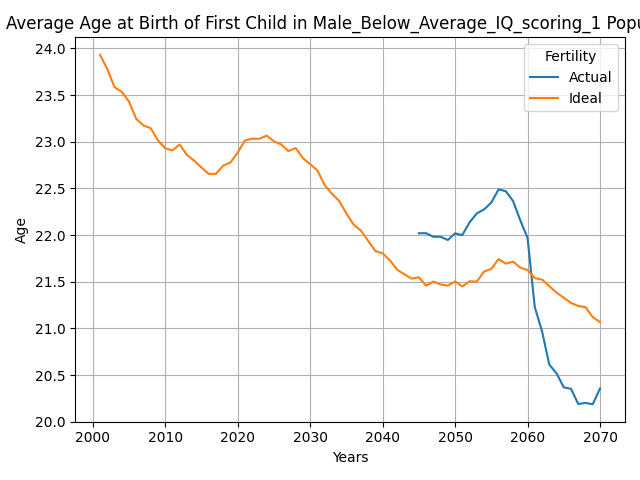 Average Age at Birth of First Child in Male_Below_Average_IQ_scoring_1 Popu
Fertility
Actual
Ideal
24.0
23.5
23.0
22.5
22.0
21.5
21.0
20.5
20.0
Age
2000 2010 2020 2030 2040 2050 2060 2070
Years